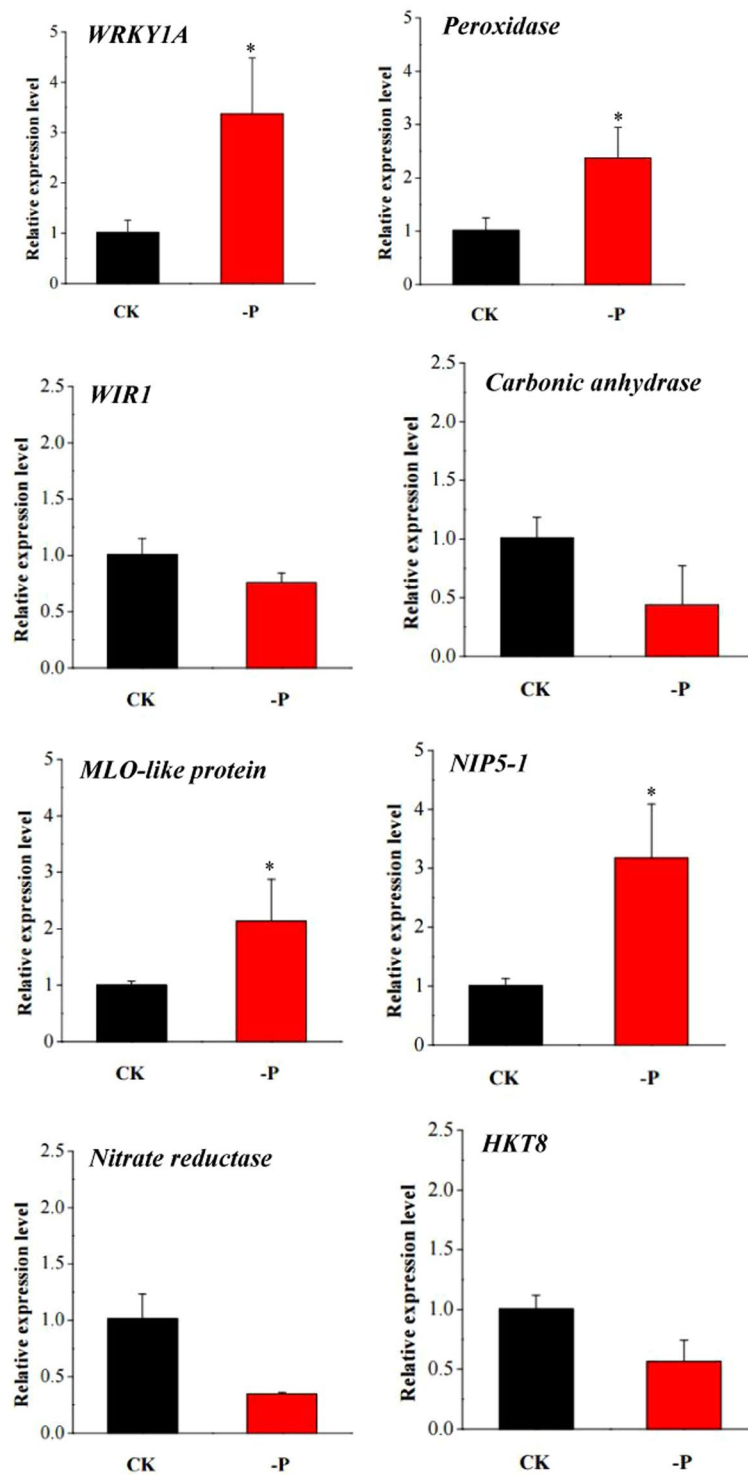 WRKY1A
Relative expression level
5
4
3
2
1
0
*
CK -P
Peroxidase
Relative expression level
5
4
3
2
1
0
*
CK -P
WIR1
Relative expression level
2.5
2.0
1.5
1.0
0.5
0.0
CK -P
Carbonic anhydrase
Relative expression level
2.5
2.0
1.5
1.0
0.5
0.0
CK -P
MLO-like protein
Relative expression level
5
4
3
2
1
0
*
CK -P
NIP5-1
Relative expression level
5
4
3
2
1
0
*
CK -P
Nitrate reductase
Relative expression level
2.5
2.0
1.5
1.0
0.5
0.0
CK -P
HKT8
Relative expression level
2.5
2.0
1.5
1.0
0.5
0.0
CK -P